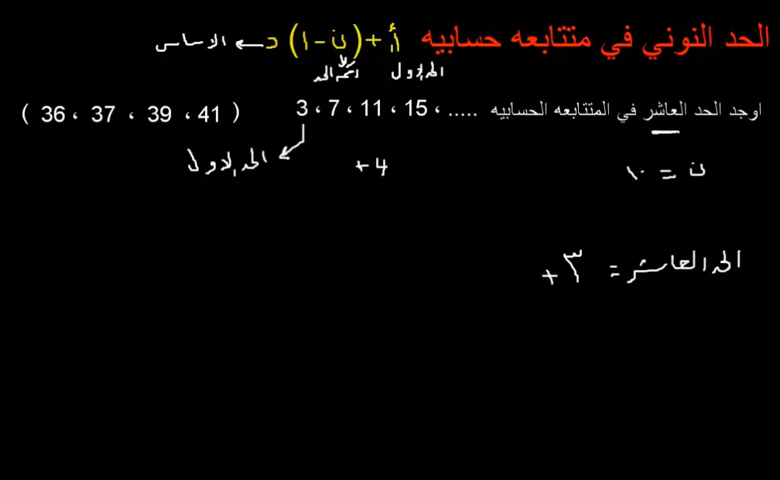 الحد النوني في متتابعه حسابيه أ + (ن - ١) د ← الاساس
الحد الاول رقم الحد
اوجد الحد العاشر في المتتابعه الحسابيه ..... ، 15 ، 11 ، 7 ، 3 ( 41 ، 39 ، 37 ، 36 )
ن = ١٠ +4 الحد الاول
الحد العاشر = ٣ +